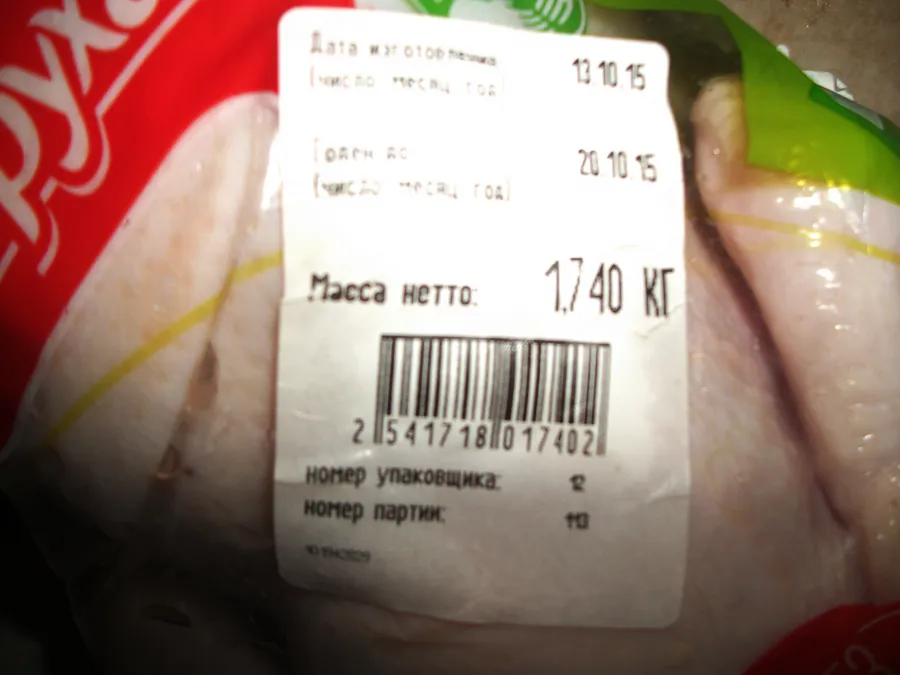 Дата изготовления 13.10.15
(число месяц год)
Годен до: 20.10.15
(число месяц год)
Масса нетто: 1.740 КГ
2 541718 017402
номер упаковщика: 12
номер партии: 113